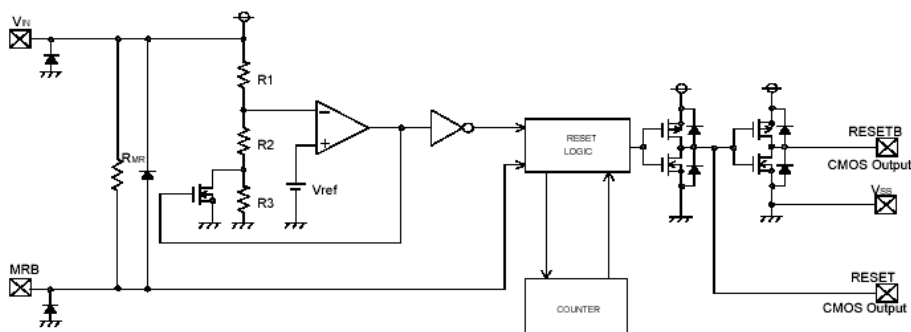 VIN
R1
−
R2
+
RMR
Vref
R3
MRB
RESET
LOGIC
COUNTER
RESETB
CMOS Output
VSS
RESET
CMOS Output